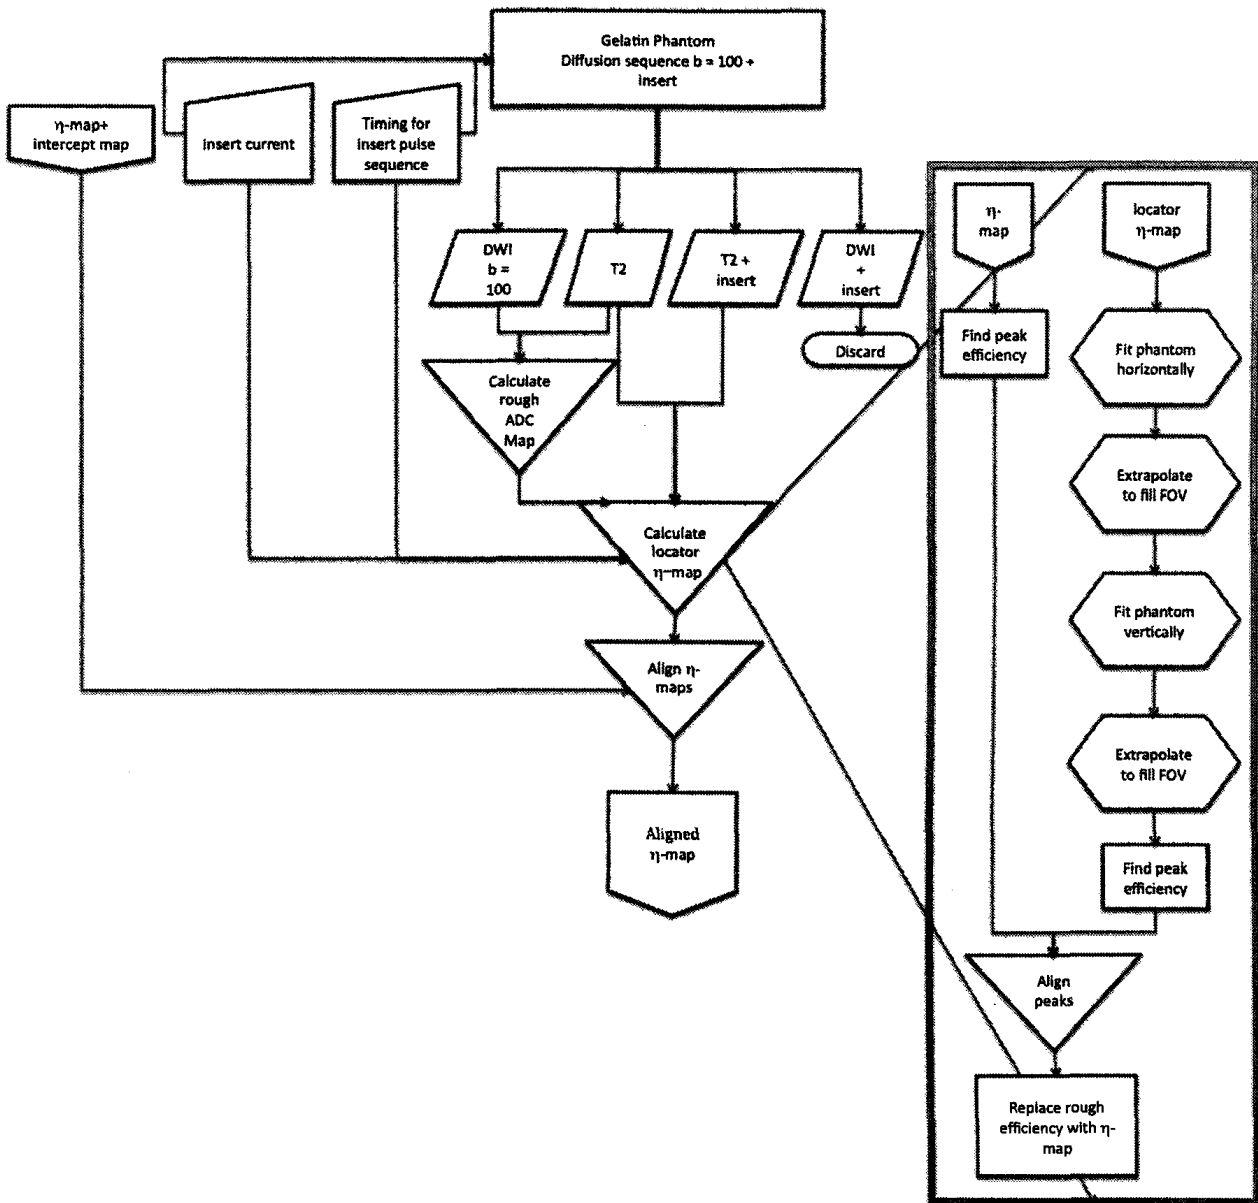 Gelatin Phantom
Diffusion sequence b = 100 +
insert
η-map+
intercept map
insert current
Timing for
insert pulse
sequence
DWI
b =
100
T2
T2 +
insert
DWI
+
insert
Discard
Calculate
rough
ADC
Map
Calculate
locator
η-map
Align η-
maps
Aligned
η-map
η-
map
locator
η-map
Find peak
efficiency
Fit phantom
horizontally
Extrapolate
to fill FOV
Fit phantom
vertically
Extrapolate
to fill FOV
Find peak
efficiency
Align
peaks
Replace rough
efficiency with η-
map